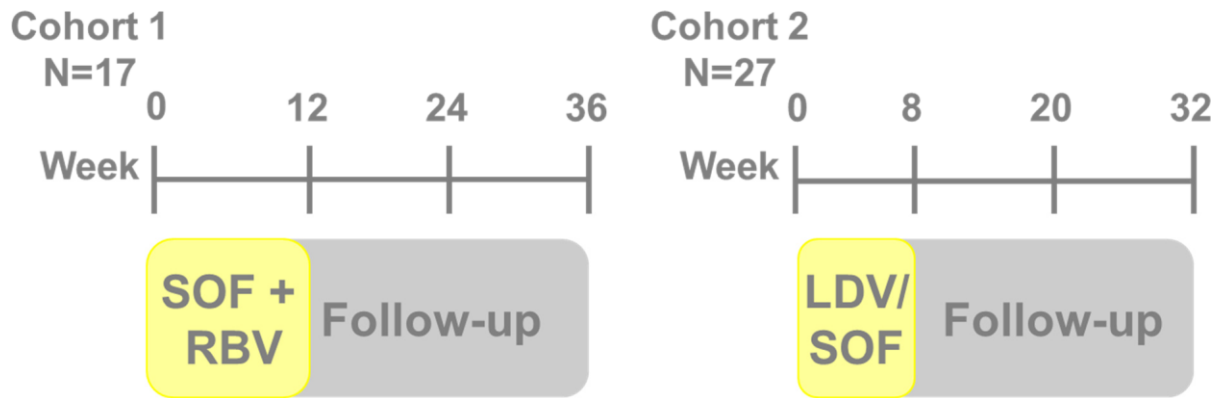 Cohort 1
N=17
0 12 24 36
Week
SOF +
RBV
Follow-up
Cohort 2
N=27
0 8 20 32
Week
LDV/
SOF
Follow-up